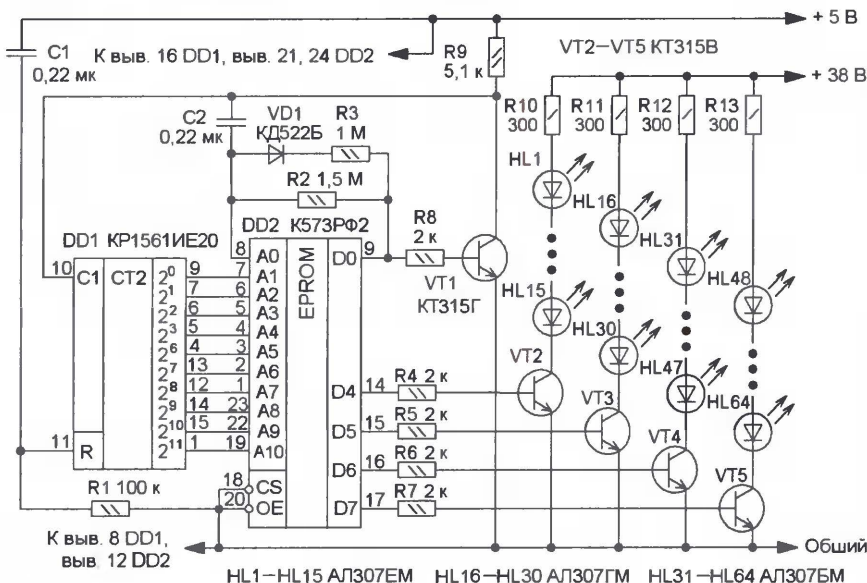 + 5 В
C1
0,22 мк
К выв. 16 DD1, выв. 21, 24 DD2
R9
5,1 к
VT2–VT5 КТ315В
+ 38 В
C2
0,22 мк
VD1
КД522Б
R3
1 М
R2 1,5 М
R10
300
R11
300
R12
300
R13
300
HL1
HL16
HL31
HL48
DD1 КР1561ИЕ20
DD2 К573РФ2
R8
2 к
VT1
КТ315Г
10 C1 CT2
11 R
2⁰ 9
2¹ 7
2² 6
2³ 5
2⁶ 4
2⁷ 13
2⁸ 12
2⁹ 14
2¹⁰ 15
2¹¹ 1
8 A0
7 A1
6 A2
5 A3
4 A4
3 A5
2 A6
1 A7
23 A8
22 A9
19 A10
18 CS
20 OE
EPROM
D0 9
D4 14
D5 15
D6 16
D7 17
HL15
HL30
HL47
HL64
R4 2 к
R5 2 к
R6 2 к
R7 2 к
VT2
VT3
VT4
VT5
R1 100 к
К выв. 8 DD1,
выв. 12 DD2
Общий
HL1–HL15 АЛ307ЕМ HL16–HL30 АЛ307ГМ HL31–HL64 АЛ307БМ